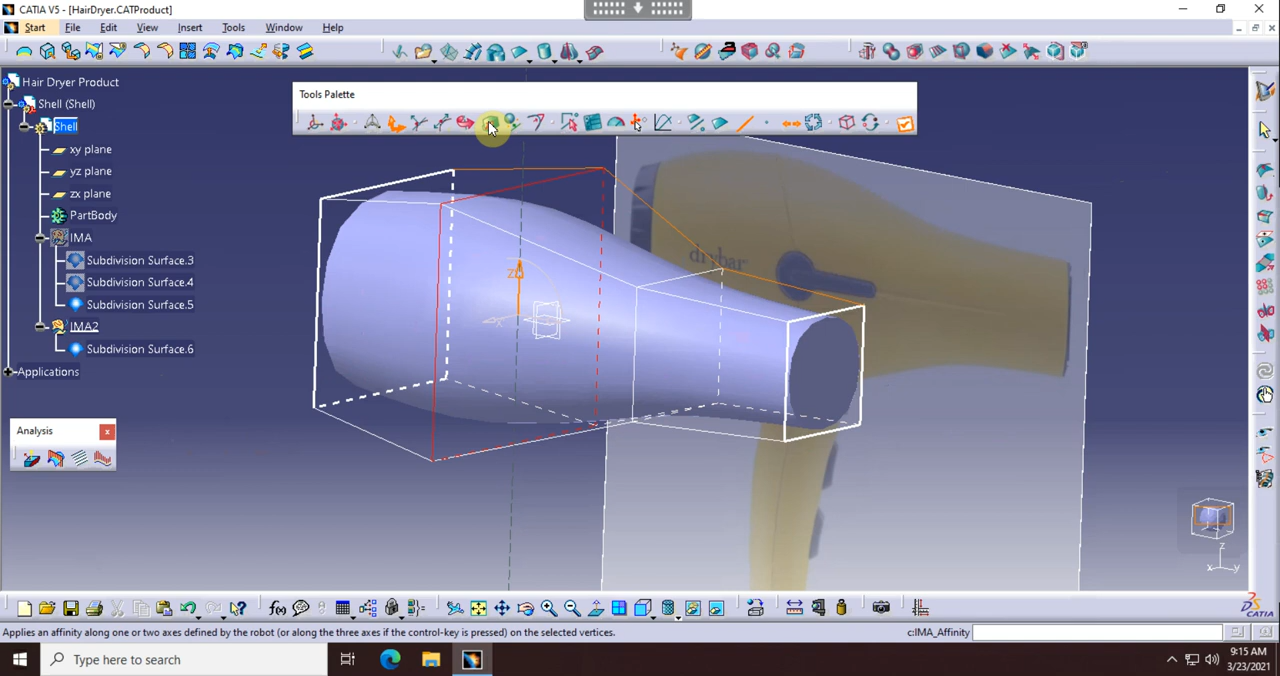 CATIA V5 - [HairDryer.CATProduct]
Start File Edit View Insert Tools Window Help
Hair Dryer Product
Shell (Shell)
Shell
xy plane
yz plane
zx plane
PartBody
IMA
Subdivision Surface.3
Subdivision Surface.4
Subdivision Surface.5
IMA2
Subdivision Surface.6
Applications
Tools Palette
drybar
z
x
Analysis
z
x y
Applies an affinity along one or two axes defined by the robot (or along the three axes if the control-key is pressed) on the selected vertices.
c:IMA_Affinity
Type here to search
9:15 AM
3/23/2021